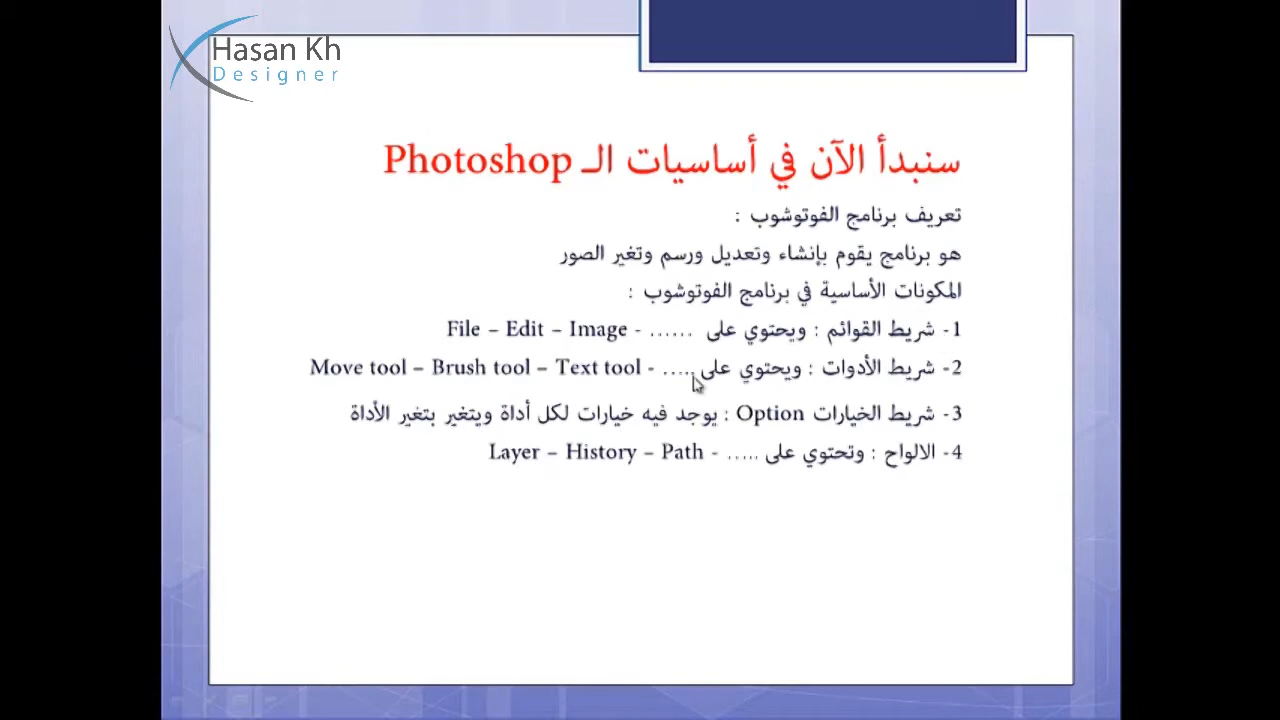 Hasan Kh
Designer
سنبدأ الآن في أساسيات الـ Photoshop
تعريف برنامج الفوتوشوب :
هو برنامج يقوم بإنشاء وتعديل ورسم وتغير الصور
المكونات الأساسية في برنامج الفوتوشوب :
1- شريط القوائم : ويحتوي على File – Edit – Image - ......
2- شريط الأدوات : ويحتوي على Move tool – Brush tool – Text tool - .....
3- شريط الخيارات Option : يوجد فيه خيارات لكل أداة ويتغير بتغير الأداة
4- الالواح : وتحتوي على Layer – History – Path - .....